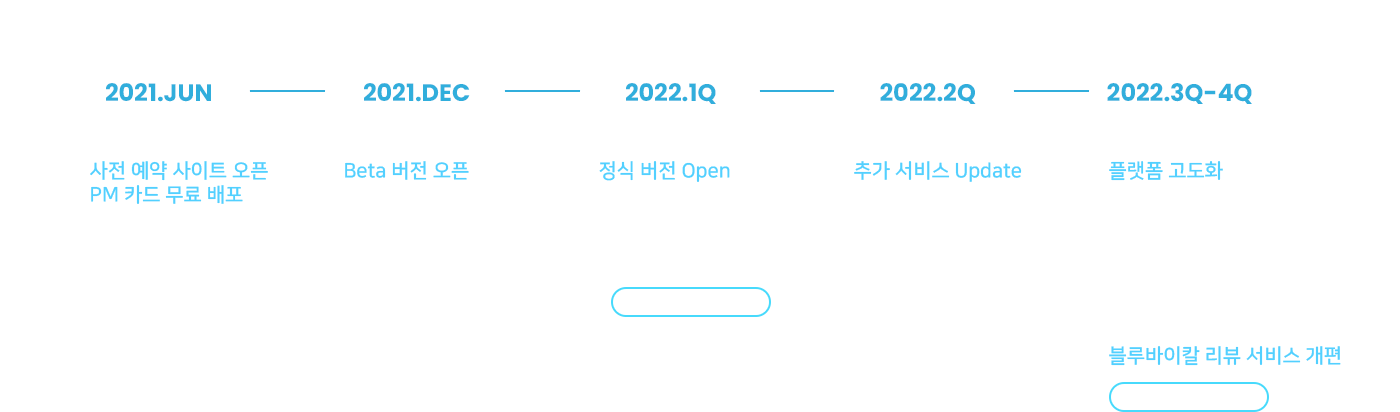 2021.JUN
2021.DEC
2022.1Q
2022.2Q
2022.3Q-4Q
사전 예약 사이트 오픈
PM 카드 무료 배포
Beta 버전 오픈
정식 버전 Open
추가 서비스 Update
플랫폼 고도화
블루바이칼 리뷰 서비스 개편